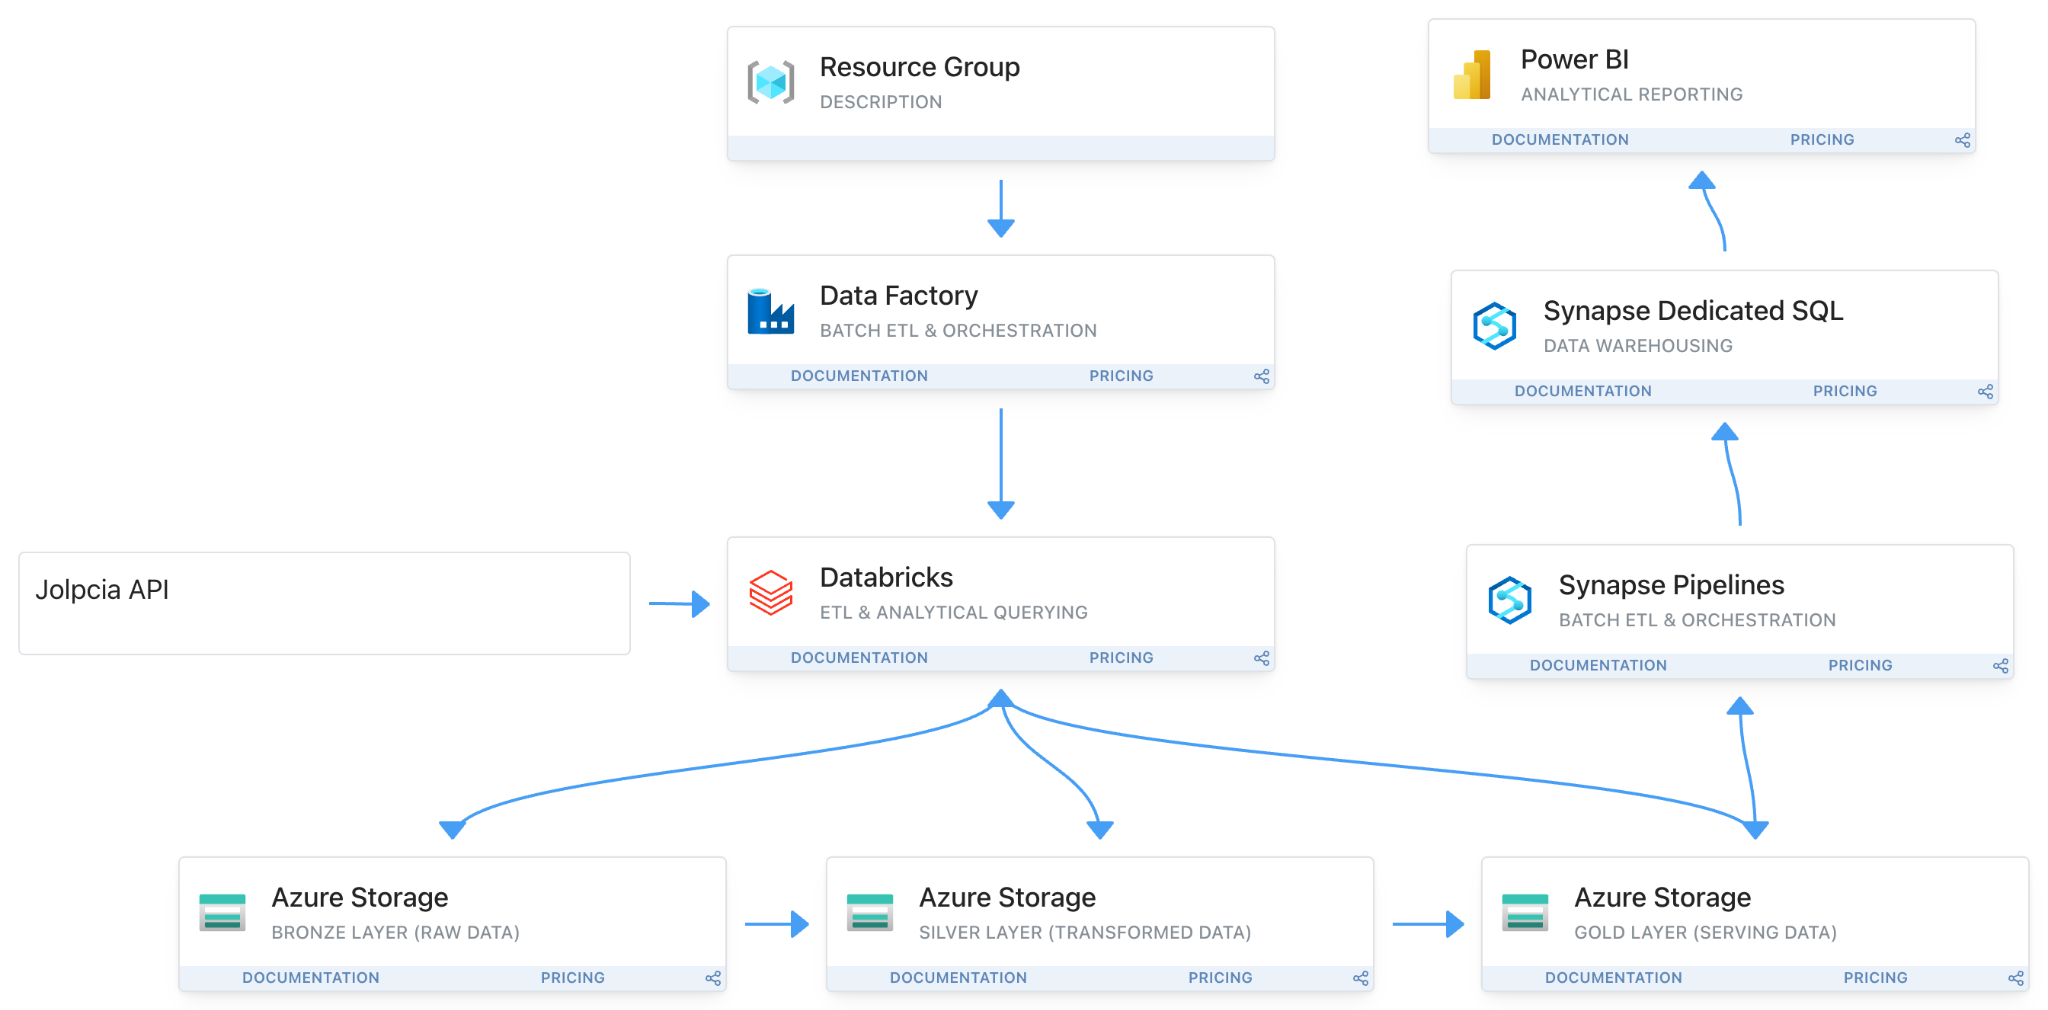 Resource Group
DESCRIPTION
Power BI
ANALYTICAL REPORTING
DOCUMENTATION PRICING
Data Factory
BATCH ETL & ORCHESTRATION
DOCUMENTATION PRICING
Synapse Dedicated SQL
DATA WAREHOUSING
DOCUMENTATION PRICING
Jolpcia API
Databricks
ETL & ANALYTICAL QUERYING
DOCUMENTATION PRICING
Synapse Pipelines
BATCH ETL & ORCHESTRATION
DOCUMENTATION PRICING
Azure Storage
BRONZE LAYER (RAW DATA)
DOCUMENTATION PRICING
Azure Storage
SILVER LAYER (TRANSFORMED DATA)
DOCUMENTATION PRICING
Azure Storage
GOLD LAYER (SERVING DATA)
DOCUMENTATION PRICING